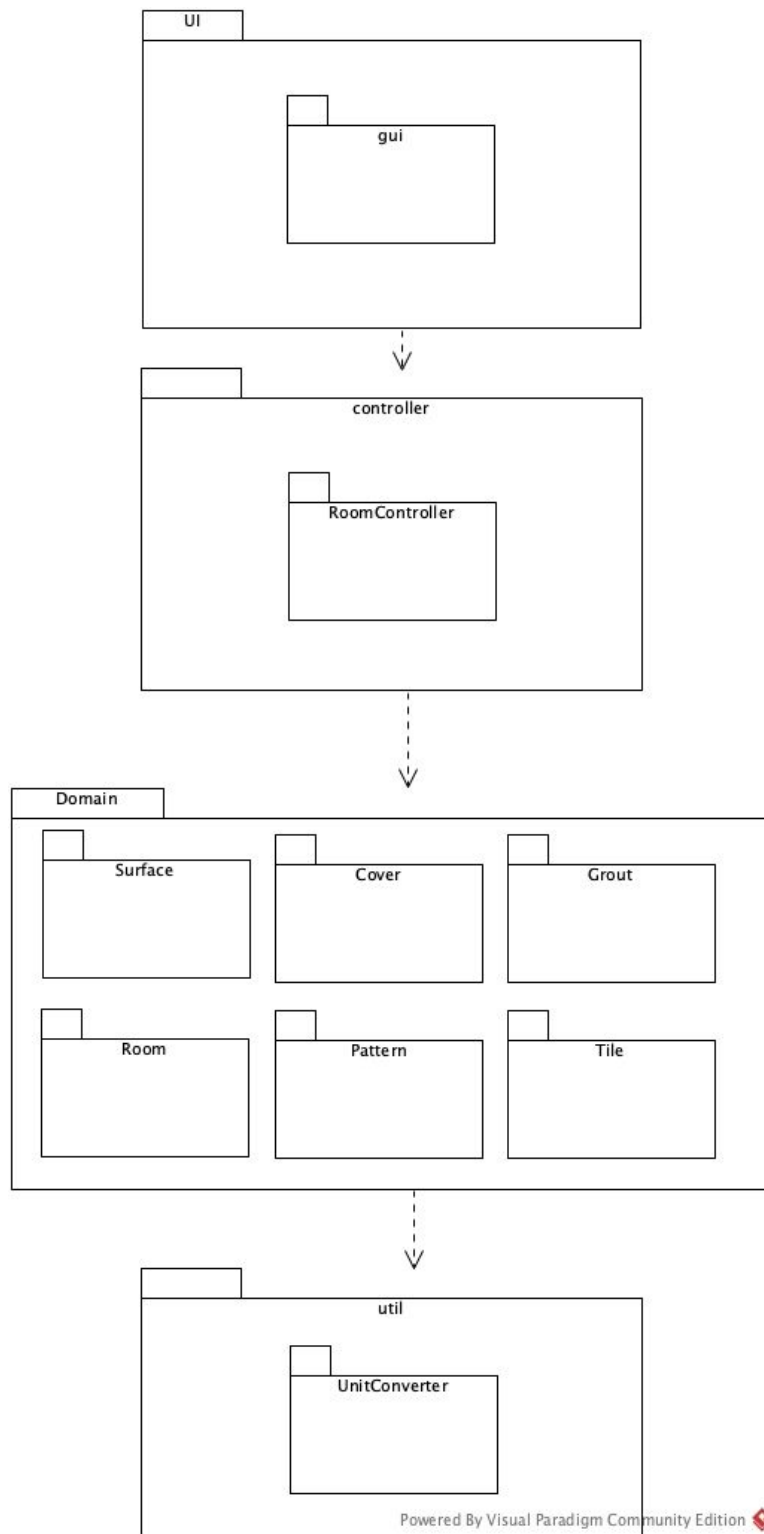 UI
gui
controller
RoomController
Domain
Surface
Cover
Grout
Room
Pattern
Tile
util
UnitConverter
Powered By Visual Paradigm Community Edition